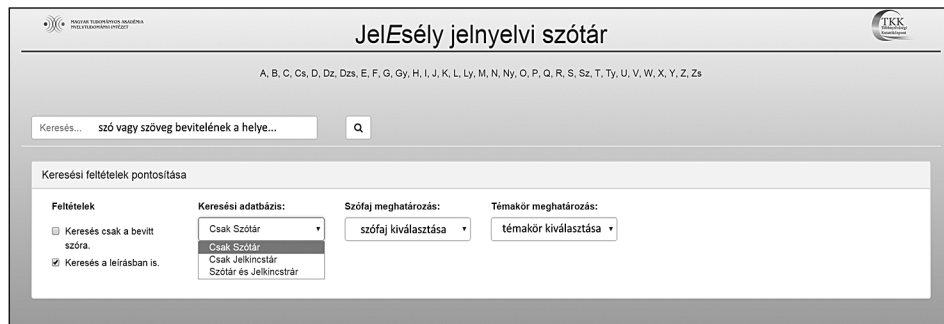 MAGYAR TUDOMÁNYOS AKADÉMIA
NYELVTUDOMÁNYI INTÉZET
JelEsély jelnyelvi szótár
TKK
Többnyelvűségi
Kutatóközpont
A, B, C, Cs, D, Dz, Dzs, E, F, G, Gy, H, I, J, K, L, Ly, M, N, Ny, O, P, Q, R, S, Sz, T, Ty, U, V, W, X, Y, Z, Zs
Keresés... szó vagy szöveg bevitelének a helye...
Keresési feltételek pontosítása
Feltételek Keresési adatbázis: Szófaj meghatározás: Témakör meghatározás:
Keresés csak a bevitt
szóra.
Keresés a leírásban is.
Csak Szótár
szófaj kiválasztása
témakör kiválasztása
Csak Szótár
Csak Jelkincstár
Szótár és Jelkincstrár